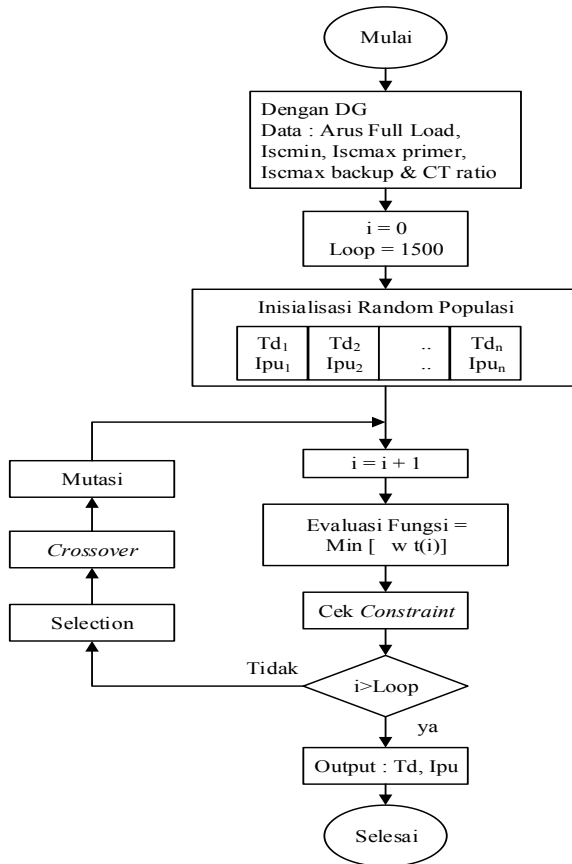 Mulai
Dengan DG
Data : Arus Full Load,
Iscmin, Iscmax primer,
Iscmax backup & CT ratio
i = 0
Loop = 1500
Inisialisasi Random Populasi
Td₁ Td₂ .. Tdₙ
Ipu₁ Ipu₂ .. Ipuₙ
i = i + 1
Mutasi
Evaluasi Fungsi =
Min [ w t(i)]
Crossover
Cek Constraint
Selection
Tidak
i>Loop
ya
Output : Td, Ipu
Selesai